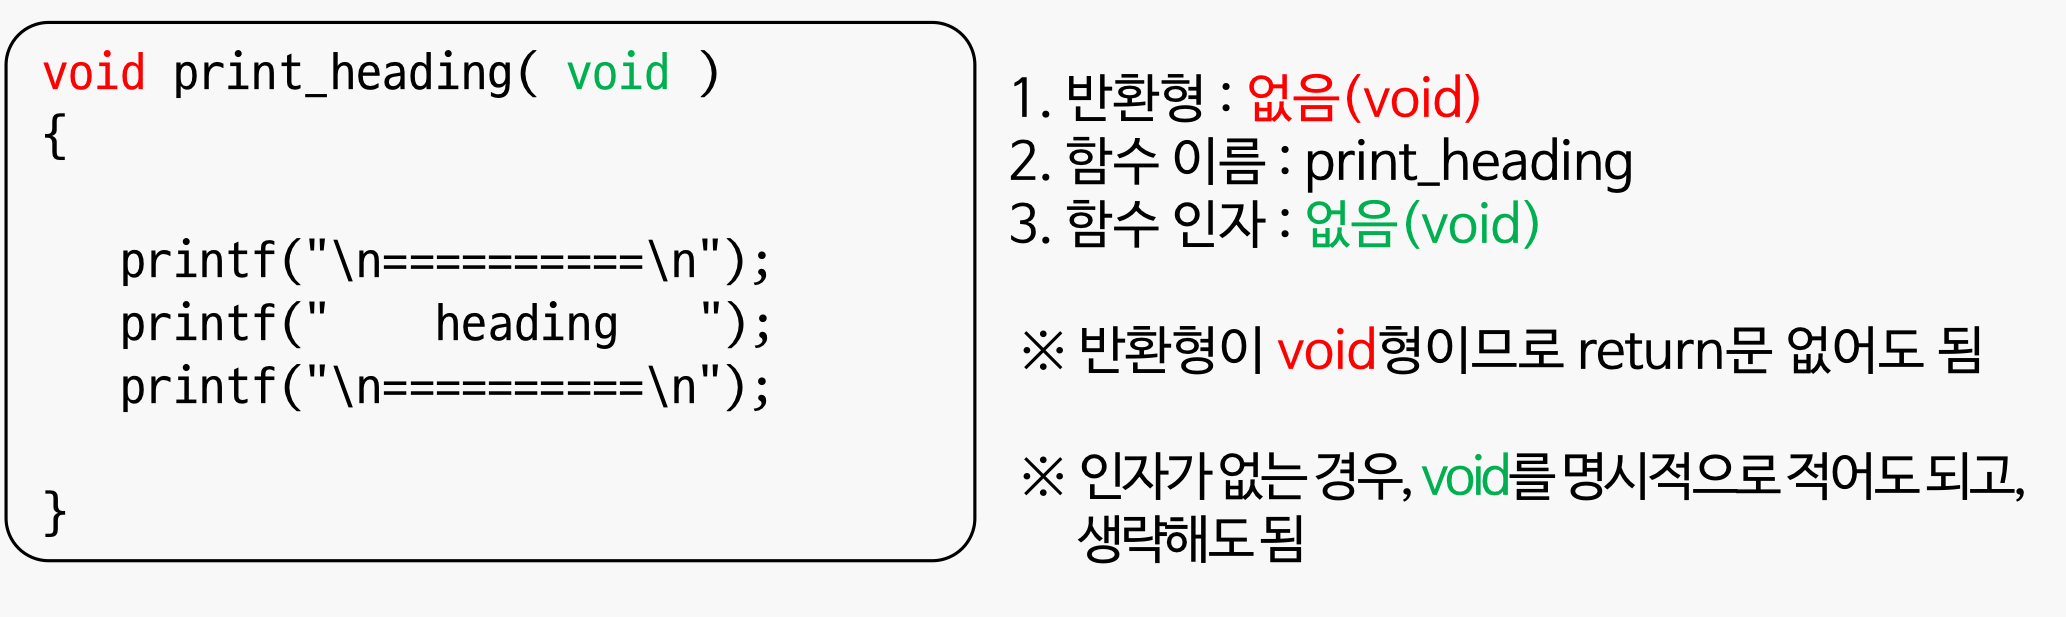 void print_heading( void )
{
printf("\n==========\n");
printf("    heading   ");
printf("\n==========\n");
}
1. 반환형 : 없음(void)
2. 함수 이름 : print_heading
3. 함수 인자 : 없음(void)
※ 반환형이 void형이므로 return문 없어도 됨
※ 인자가 없는 경우, void를 명시적으로 적어도 되고,
생략해도 됨